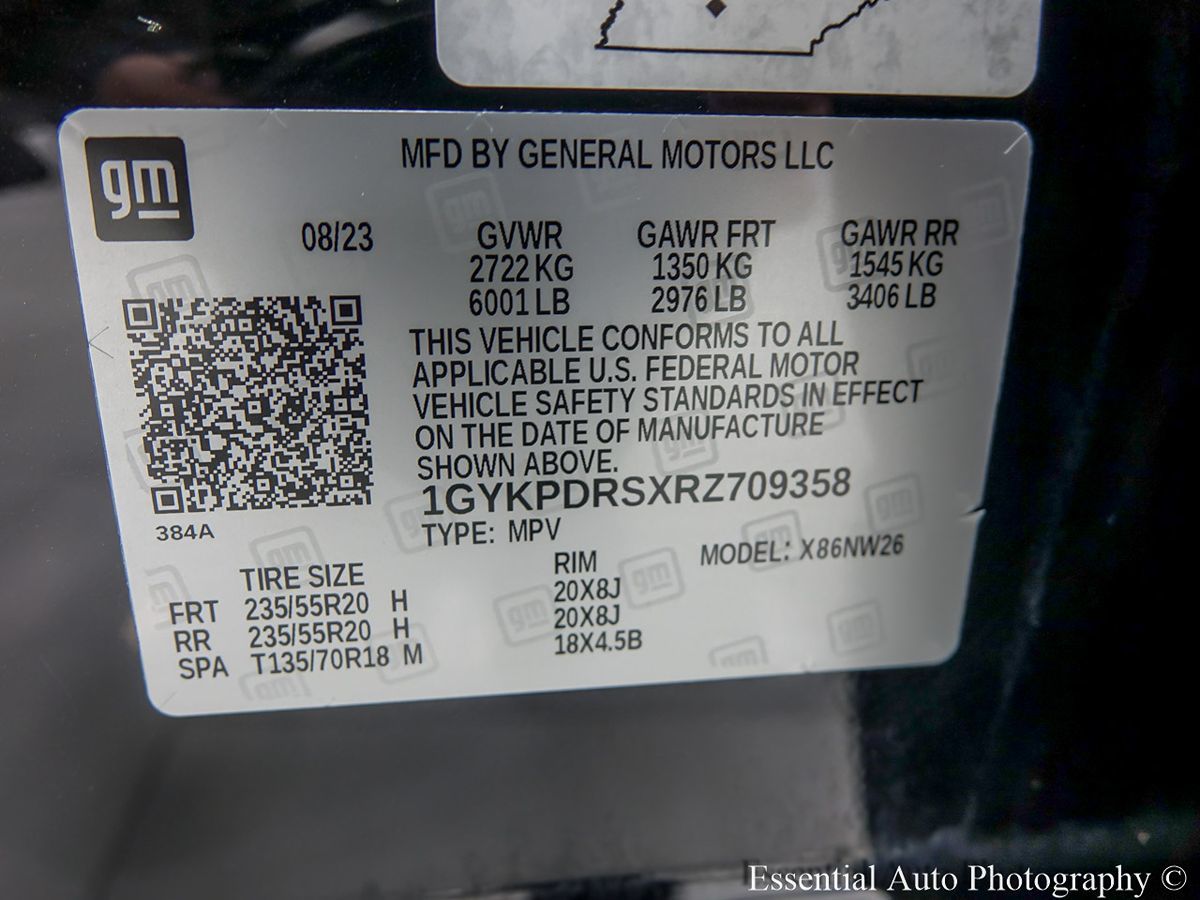 gm
MFD BY GENERAL MOTORS LLC
08/23 GVWR GAWR FRT GAWR RR
2722 KG 1350 KG 1545 KG
6001 LB 2976 LB 3406 LB
THIS VEHICLE CONFORMS TO ALL
APPLICABLE U.S. FEDERAL MOTOR
VEHICLE SAFETY STANDARDS IN EFFECT
ON THE DATE OF MANUFACTURE
SHOWN ABOVE.
1GYKPDRSXRZ709358
384A
TYPE: MPV MODEL: X86NW26
TIRE SIZE RIM
FRT 235/55R20 H 20X8J
RR 235/55R20 H 20X8J
SPA T135/70R18 M 18X4.5B
Essential Auto Photography ©